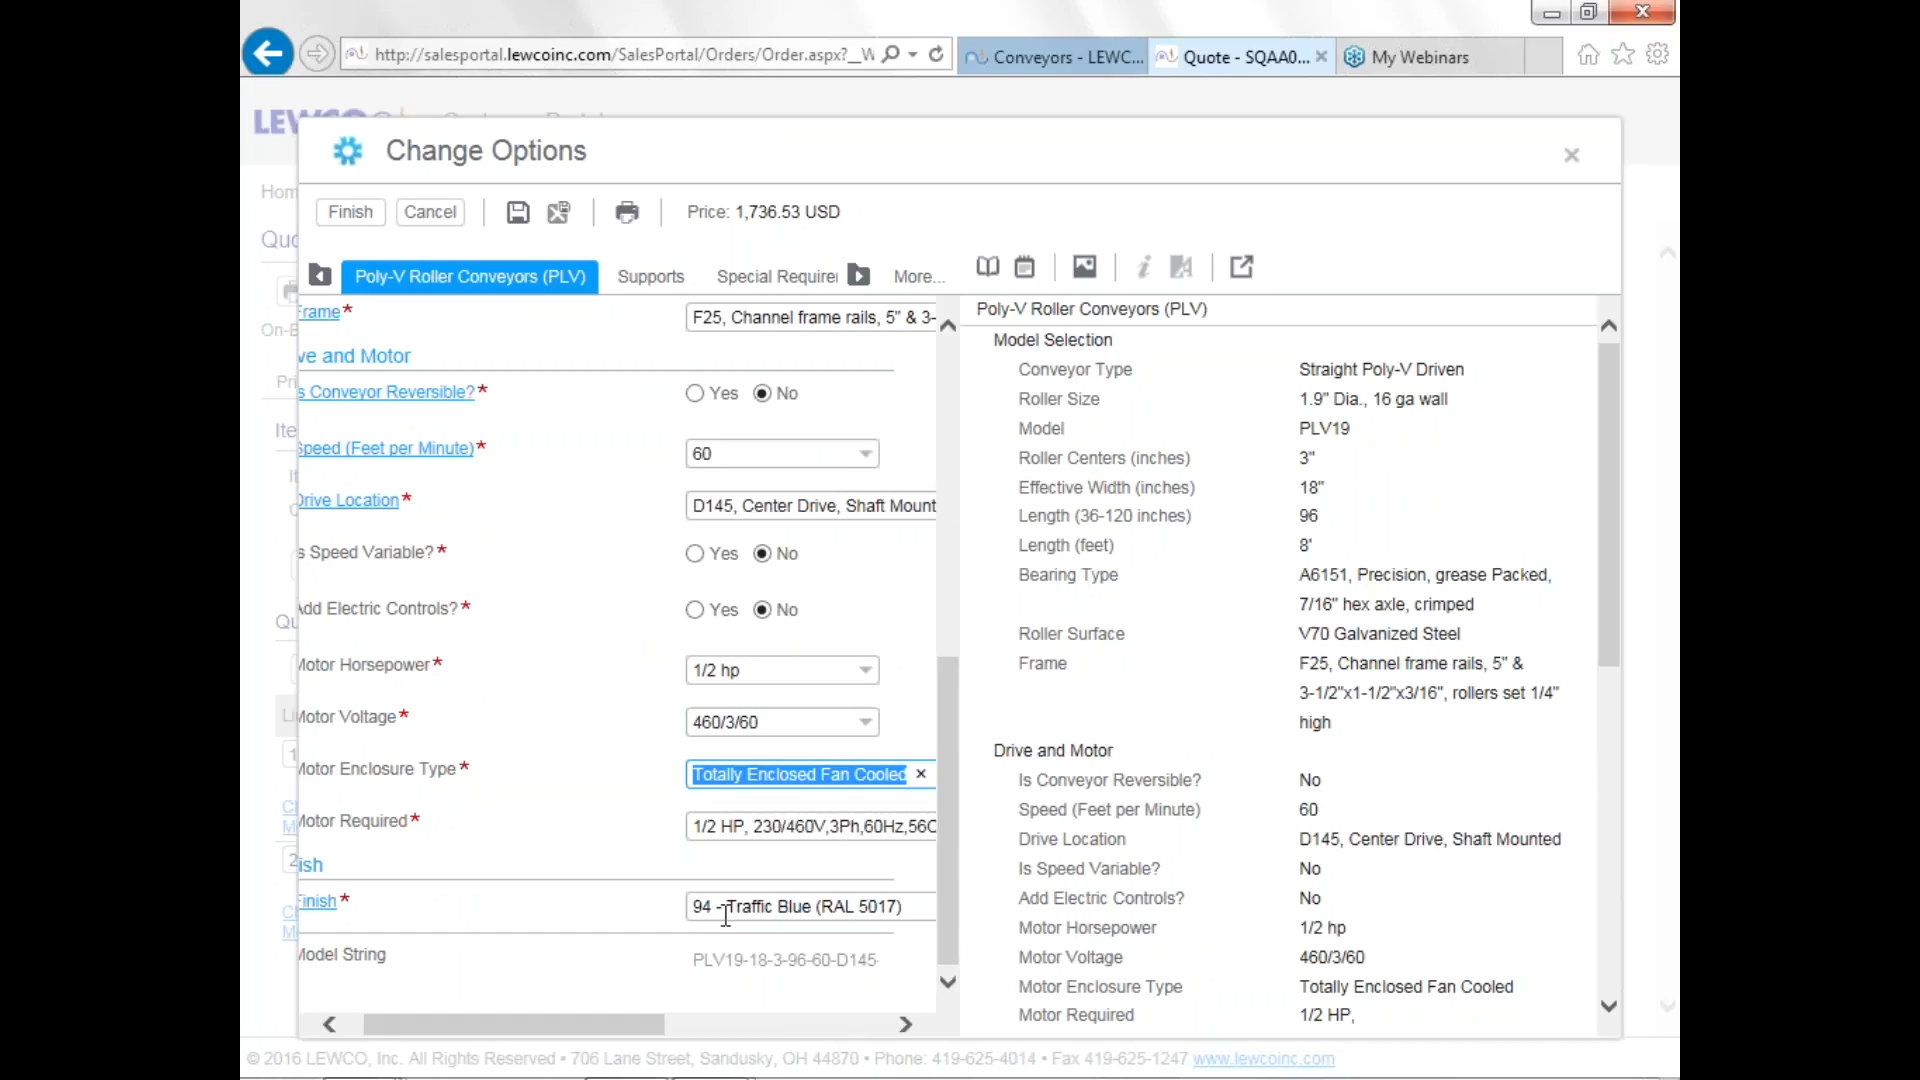 http://salesportal.lewcoinc.com/SalesPortal/Orders/Order.aspx?__W
Conveyors - LEWC...
Quote - SQAA0...
My Webinars
Change Options
Finish
Cancel
Price: 1,736.53 USD
Poly-V Roller Conveyors (PLV)
Supports
Special Require
More...
Frame*
F25, Channel frame rails, 5" & 3-
ve and Motor
s Conveyor Reversible?*
Yes
No
Speed (Feet per Minute)*
60
Drive Location*
D145, Center Drive, Shaft Mount
s Speed Variable?*
Yes
No
Add Electric Controls?*
Yes
No
Motor Horsepower*
1/2 hp
Motor Voltage*
460/3/60
Motor Enclosure Type*
Totally Enclosed Fan Cooled
Motor Required*
1/2 HP, 230/460V,3Ph,60Hz,56C
ish
Finish*
94 - Traffic Blue (RAL 5017)
Model String
PLV19-18-3-96-60-D145-
Poly-V Roller Conveyors (PLV)
Model Selection
Conveyor Type Straight Poly-V Driven
Roller Size 1.9" Dia., 16 ga wall
Model PLV19
Roller Centers (inches) 3"
Effective Width (inches) 18"
Length (36-120 inches) 96
Length (feet) 8'
Bearing Type A6151, Precision, grease Packed,
7/16" hex axle, crimped
Roller Surface V70 Galvanized Steel
Frame F25, Channel frame rails, 5" &
3-1/2"x1-1/2"x3/16", rollers set 1/4"
high
Drive and Motor
Is Conveyor Reversible? No
Speed (Feet per Minute) 60
Drive Location D145, Center Drive, Shaft Mounted
Is Speed Variable? No
Add Electric Controls? No
Motor Horsepower 1/2 hp
Motor Voltage 460/3/60
Motor Enclosure Type Totally Enclosed Fan Cooled
Motor Required 1/2 HP,
© 2016 LEWCO, Inc. All Rights Reserved • 706 Lane Street, Sandusky, OH 44870 • Phone: 419-625-4014 • Fax 419-625-1247 www.lewcoinc.com